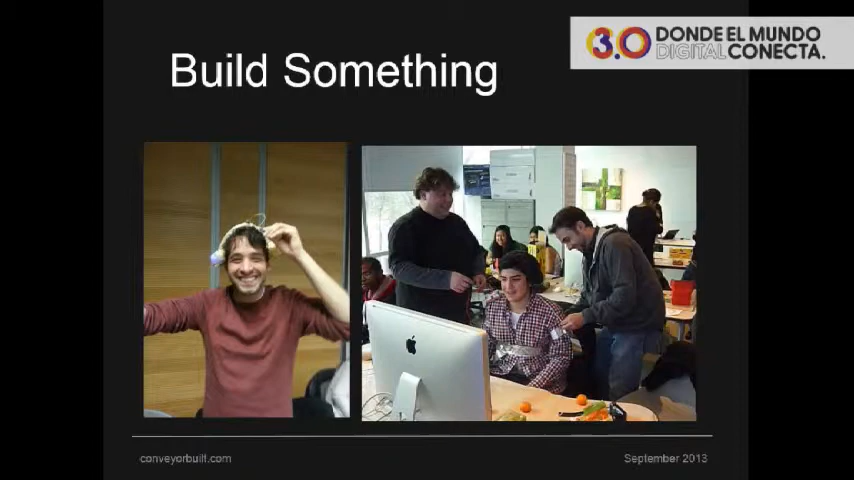 Build Something
3.0 DONDE EL MUNDO
DIGITAL CONECTA.
conveyorbuilt.com
September 2013